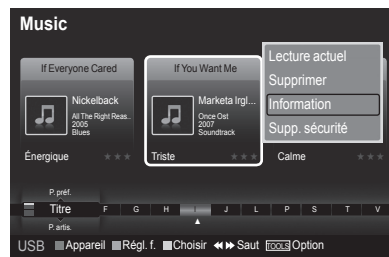 Music
If Everyone Cared
If You Want Me
Nickelback
All The Right Reas..
2005
Blues
Marketa Irgl...
Once Ost
2007
Soundtrack
Énergique
Triste
Calme
Lecture actuel
Supprimer
Information
Supp. sécurité
P. préf.
Titre F G H I J L P S T V
P. artis.
USB Appareil Régl. f. Choisir Saut TOOLS Option